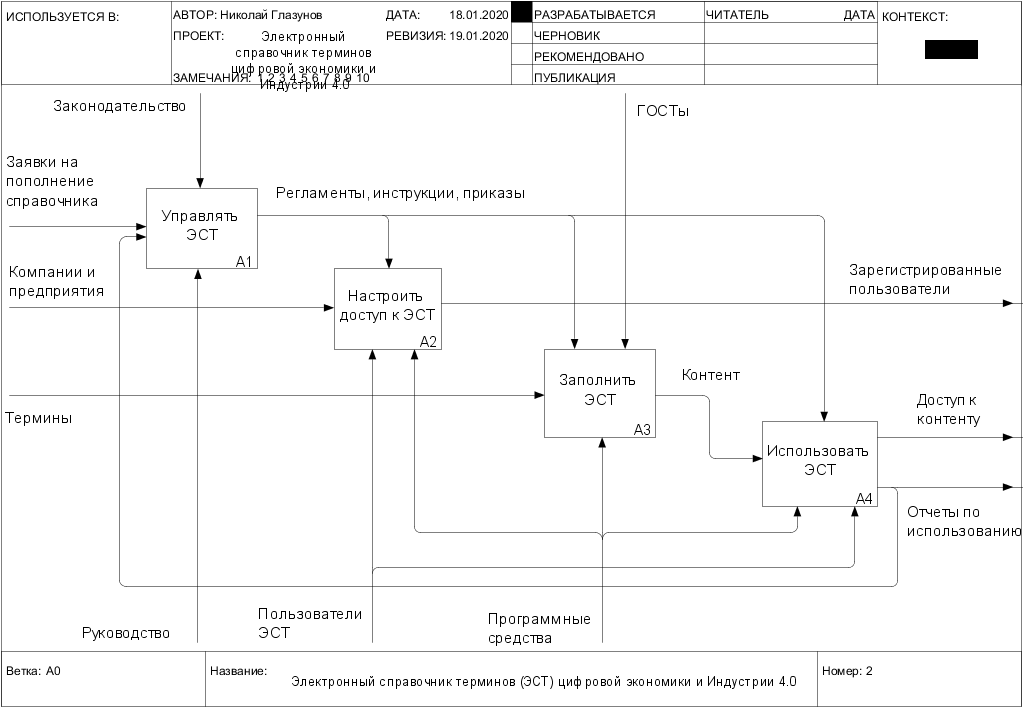 ИСПОЛЬЗУЕТСЯ В:
АВТОР: Николай Глазунов
ДАТА: 18.01.2020
РАЗРАБАТЫВАЕТСЯ
ЧИТАТЕЛЬ
ДАТА
КОНТЕКСТ:
ПРОЕКТ:
Электронный
справочник терминов
цифровой экономики и
Индустрии 4.0
РЕВИЗИЯ: 19.01.2020
ЧЕРНОВИК
РЕКОМЕНДОВАНО
ЗАМЕЧАНИЯ: 1 2 3 4 5 6 7 8 9 10
ПУБЛИКАЦИЯ
Законодательство
ГОСТы
Заявки на
пополнение
справочника
Регламенты, инструкции, приказы
Управлять
ЭСТ
A1
Компании и
предприятия
Настроить
доступ к ЭСТ
A2
Зарегистрированные
пользователи
Термины
Заполнить
ЭСТ
A3
Контент
Доступ к
контенту
Использовать
ЭСТ
A4
Отчеты по
использованию
Руководство
Пользователи
ЭСТ
Программные
средства
Ветка: A0
Название:
Электронный справочник терминов (ЭСТ) цифровой экономики и Индустрии 4.0
Номер: 2